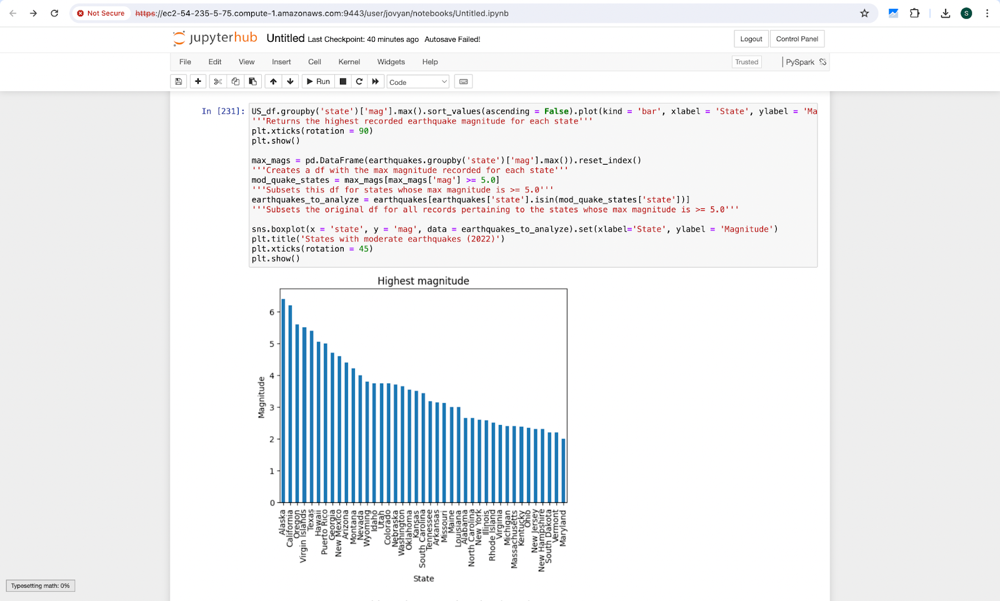 Not Secure https://ec2-54-235-5-75.compute-1.amazonaws.com:9443/user/jovyan/notebooks/Untitled.ipynb S
jupyterhub Untitled Last Checkpoint: 40 minutes ago Autosave Failed! Logout Control Panel
File Edit View Insert Cell Kernel Widgets Help Trusted PySpark
Run Code
In [231]: US_df.groupby('state')['mag'].max().sort_values(ascending = False).plot(kind = 'bar', xlabel = 'State', ylabel = 'Ma
'''Returns the highest recorded earthquake magnitude for each state'''
plt.xticks(rotation = 90)
plt.show()
max_mags = pd.DataFrame(earthquakes.groupby('state')['mag'].max()).reset_index()
'''Creates a df with the max magnitude recorded for each state'''
mod_quake_states = max_mags[max_mags['mag'] >= 5.0]
'''Subsets this df for states whose max magnitude is >= 5.0'''
earthquakes_to_analyze = earthquakes[earthquakes['state'].isin(mod_quake_states['state'])]
'''Subsets the original df for all records pertaining to the states whose max magnitude is >= 5.0'''
sns.boxplot(x = 'state', y = 'mag', data = earthquakes_to_analyze).set(xlabel='State', ylabel = 'Magnitude')
plt.title('States with moderate earthquakes (2022)')
plt.xticks(rotation = 45)
plt.show()
Highest magnitude
6
5
4
3
2
1
0
Magnitude
Alaska
California
Oregon
Virgin Islands
Texas
Hawaii
Puerto Rico
Georgia
New Mexico
Arizona
Montana
Nevada
Wyoming
Idaho
Utah
Colorado
Nebraska
Washington
Oklahoma
Kansas
South Carolina
Tennessee
Arkansas
Missouri
Maine
Louisiana
Alabama
North Carolina
New York
Illinois
Rhode Island
Virginia
Michigan
Massachusetts
Kentucky
Ohio
New Jersey
New Hampshire
South Dakota
Vermont
Maryland
State
Typesetting math: 0%